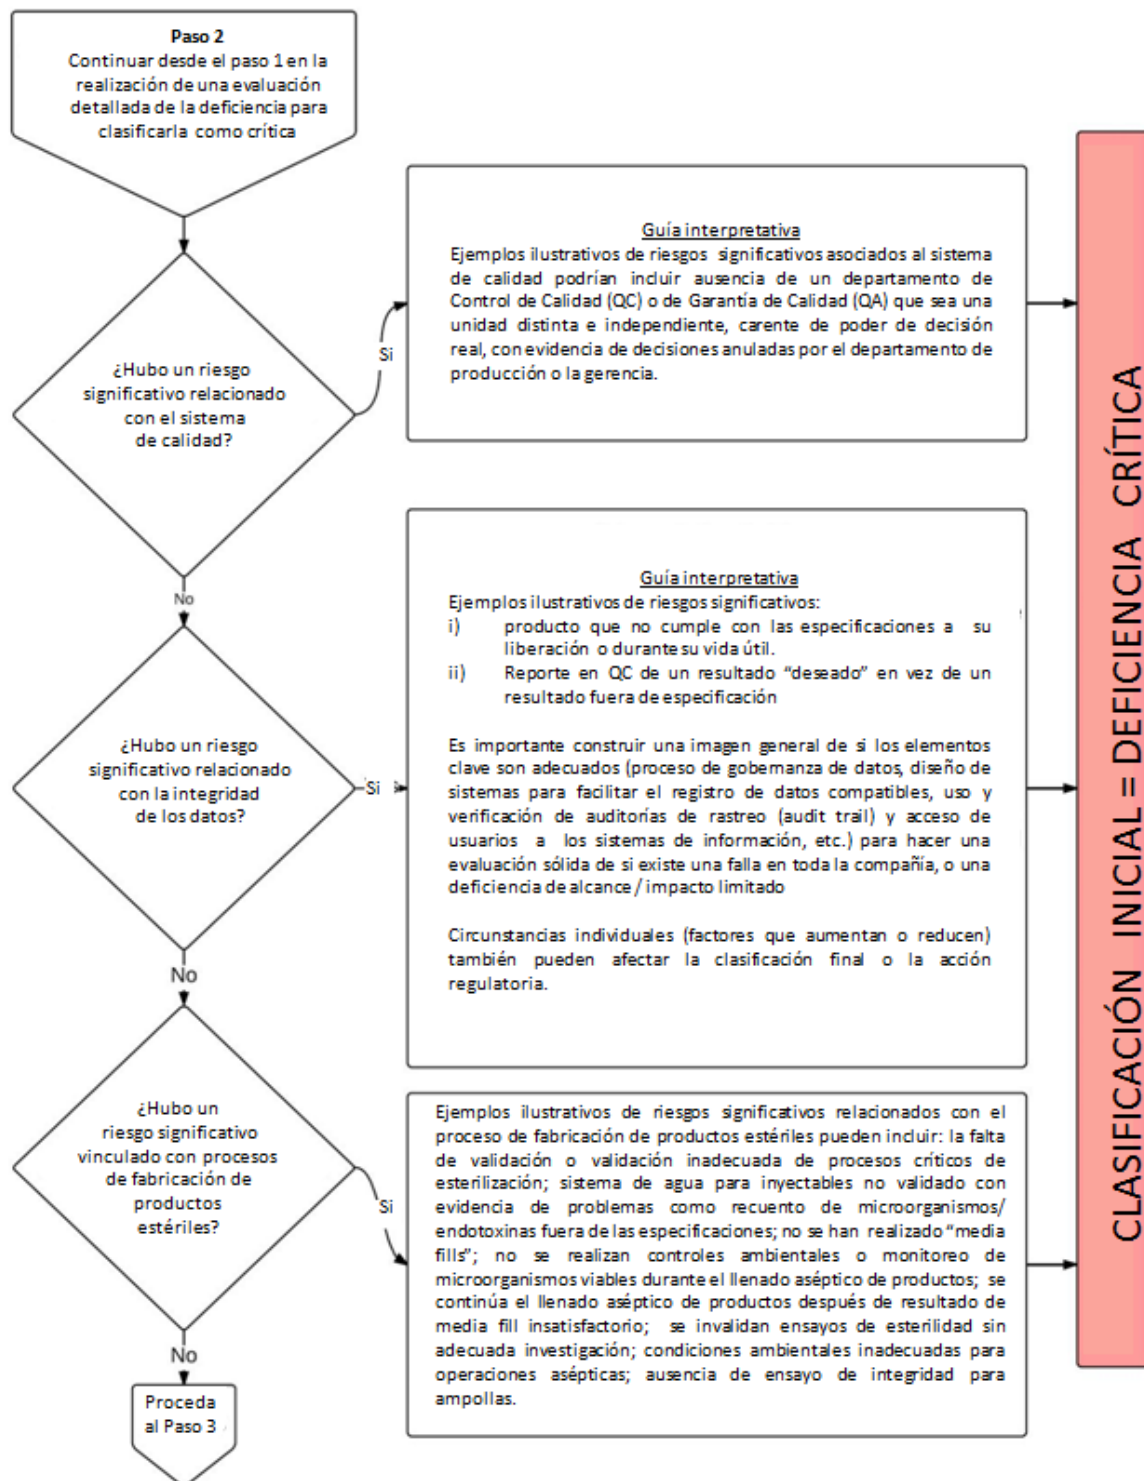 Paso 2
Continuar desde el paso 1 en la
realización de una evaluación
detallada de la deficiencia para
clasificarla como crítica
¿Hubo un riesgo
significativo relacionado
con el sistema
de calidad?
Si
Guía interpretativa
Ejemplos ilustrativos de riesgos significativos asociados al sistema
de calidad podrían incluir ausencia de un departamento de
Control de Calidad (QC) o de Garantía de Calidad (QA) que sea una
unidad distinta e independiente, carente de poder de decisión
real, con evidencia de decisiones anuladas por el departamento de
producción o la gerencia.
No
¿Hubo un riesgo
significativo relacionado
con la integridad
de los datos?
Si
Guía interpretativa
Ejemplos ilustrativos de riesgos significativos:
i) producto que no cumple con las especificaciones a su
liberación o durante su vida útil.
ii) Reporte en QC de un resultado “deseado” en vez de un
resultado fuera de especificación
Es importante construir una imagen general de si los elementos
clave son adecuados (proceso de gobernanza de datos, diseño de
sistemas para facilitar el registro de datos compatibles, uso y
verificación de auditorías de rastreo (audit trail) y acceso de
usuarios a los sistemas de información, etc.) para hacer una
evaluación sólida de si existe una falla en toda la compañía, o una
deficiencia de alcance / impacto limitado
Circunstancias individuales (factores que aumentan o reducen)
también pueden afectar la clasificación final o la acción
regulatoria.
No
¿Hubo un
riesgo significativo
vinculado con procesos
de fabricación de
productos
estériles?
Si
Ejemplos ilustrativos de riesgos significativos relacionados con el
proceso de fabricación de productos estériles pueden incluir: la falta
de validación o validación inadecuada de procesos críticos de
esterilización; sistema de agua para inyectables no validado con
evidencia de problemas como recuento de microorganismos/
endotoxinas fuera de las especificaciones; no se han realizado “media
fills”; no se realizan controles ambientales o monitoreo de
microorganismos viables durante el llenado aséptico de productos; se
continúa el llenado aséptico de productos después de resultado de
media fill insatisfactorio; se invalidan ensayos de esterilidad sin
adecuada investigación; condiciones ambientales inadecuadas para
operaciones asépticas; ausencia de ensayo de integridad para
ampollas.
No
Proceda
al Paso 3
CLASIFICACIÓN INICIAL = DEFICIENCIA CRÍTICA